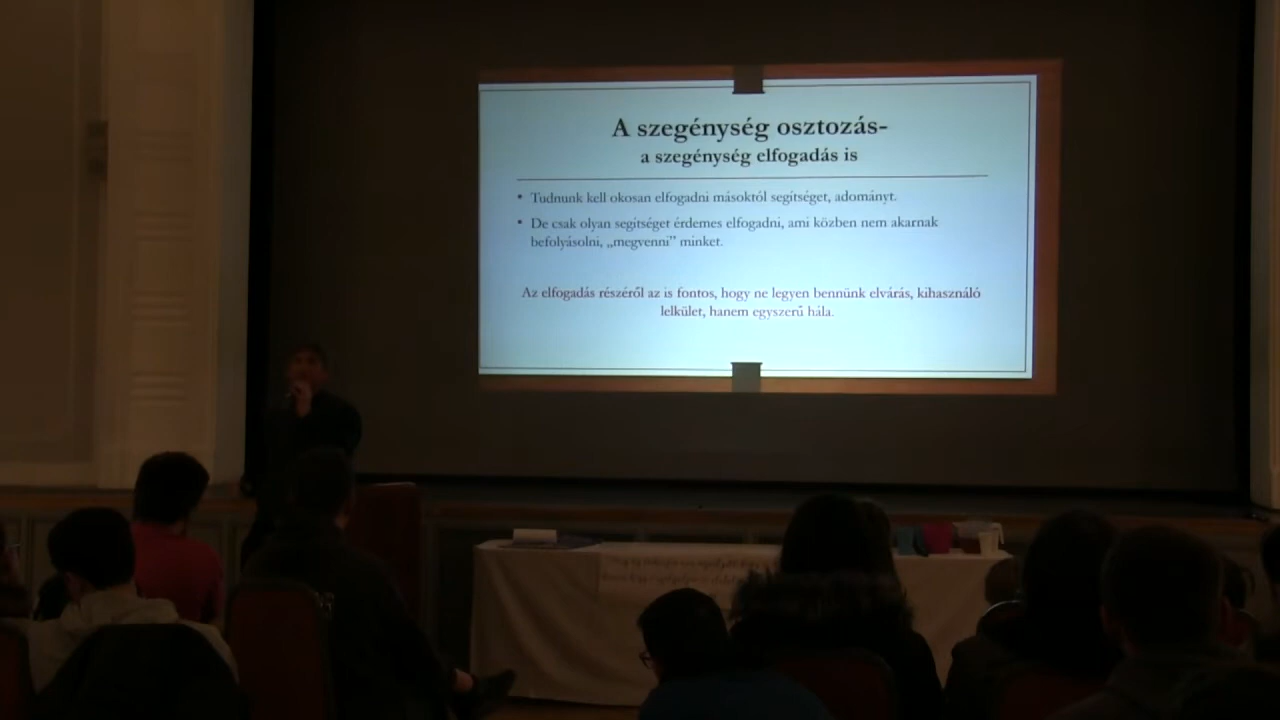 A szegénység osztozás-
a szegénység elfogadás is
• Tudnunk kell okosan elfogadni másoktól segítséget, adományt.
• De csak olyan segítséget érdemes elfogadni, ami közben nem akarnak
befolyásolni, „megvenni” minket.
Az elfogadás részéről az is fontos, hogy ne legyen bennünk elvárás, kihasználó
lelkület, hanem egyszerű hála.